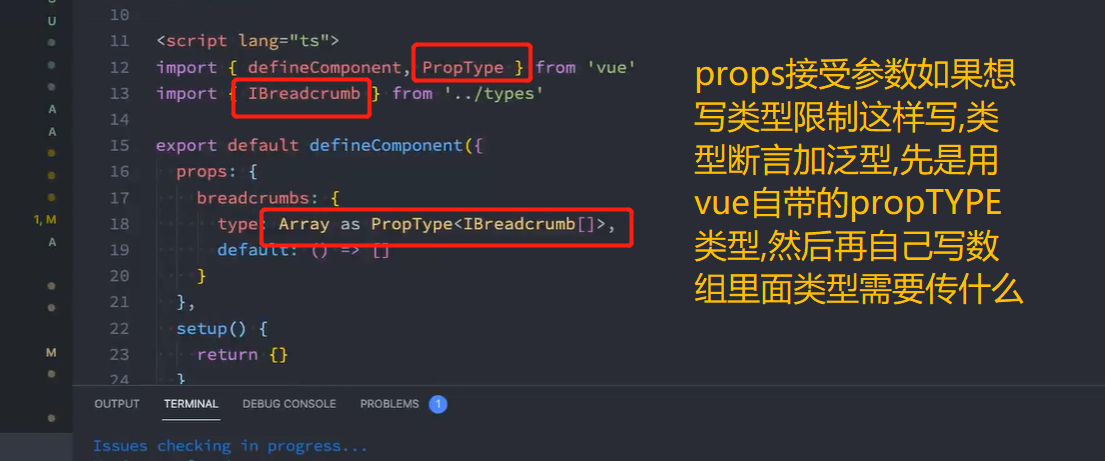 U
10
11 <script lang="ts">
12 import { defineComponent, PropType } from 'vue'
13 import { IBreadcrumb } from '../types'
A
14
A
15 export default defineComponent({
16 props: {
17 breadcrumbs: {
1, M
18 type: Array as PropType<IBreadcrumb[]>,
A
19 default: () => []
20 }
21 },
22 setup() {
M
23 return {}
24 }
props接受参数如果想
写类型限制这样写,类
型断言加泛型,先是用
vue自带的propTYPE
类型,然后再自己写数
组里面类型需要传什么
OUTPUT TERMINAL DEBUG CONSOLE PROBLEMS 1
Issues checking in progress...